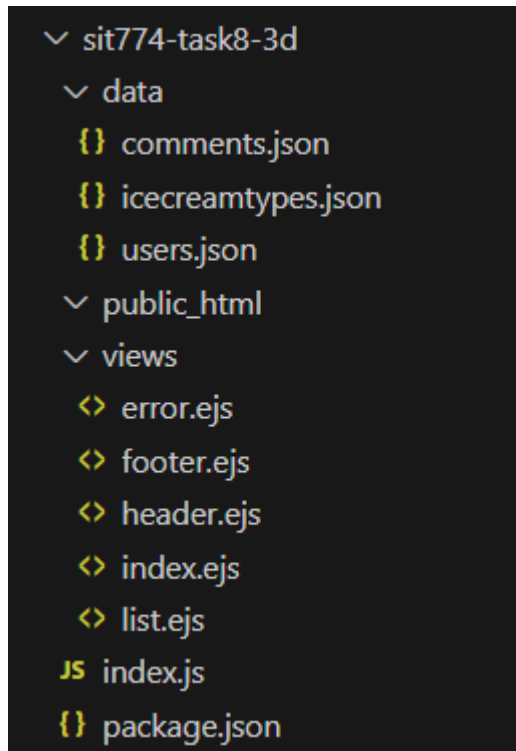 sit774-task8-3d
data
{} comments.json
{} icecreamtypes.json
{} users.json
public_html
views
<> error.ejs
<> footer.ejs
<> header.ejs
<> index.ejs
<> list.ejs
JS index.js
{} package.json